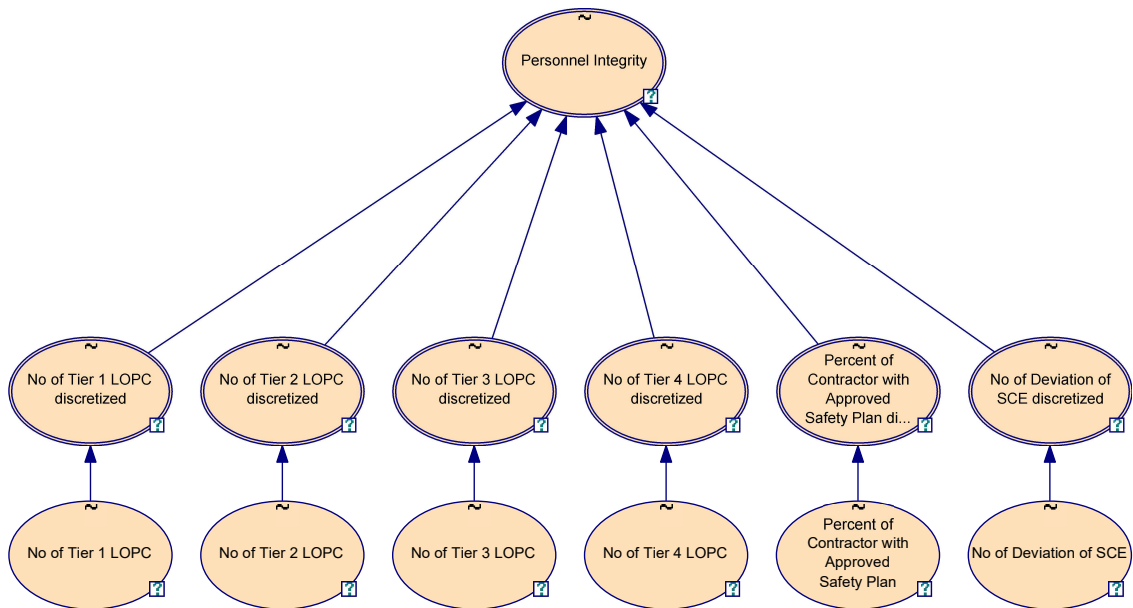 ~
Personnel Integrity
?
~
No of Tier 1 LOPC
discretized
?
~
No of Tier 2 LOPC
discretized
?
~
No of Tier 3 LOPC
discretized
?
~
No of Tier 4 LOPC
discretized
?
~
Percent of
Contractor with
Approved
Safety Plan di...
?
~
No of Deviation of
SCE discretized
?
~
No of Tier 1 LOPC
?
~
No of Tier 2 LOPC
?
~
No of Tier 3 LOPC
?
~
No of Tier 4 LOPC
?
~
Percent of
Contractor with
Approved
Safety Plan
?
~
No of Deviation of SCE
?